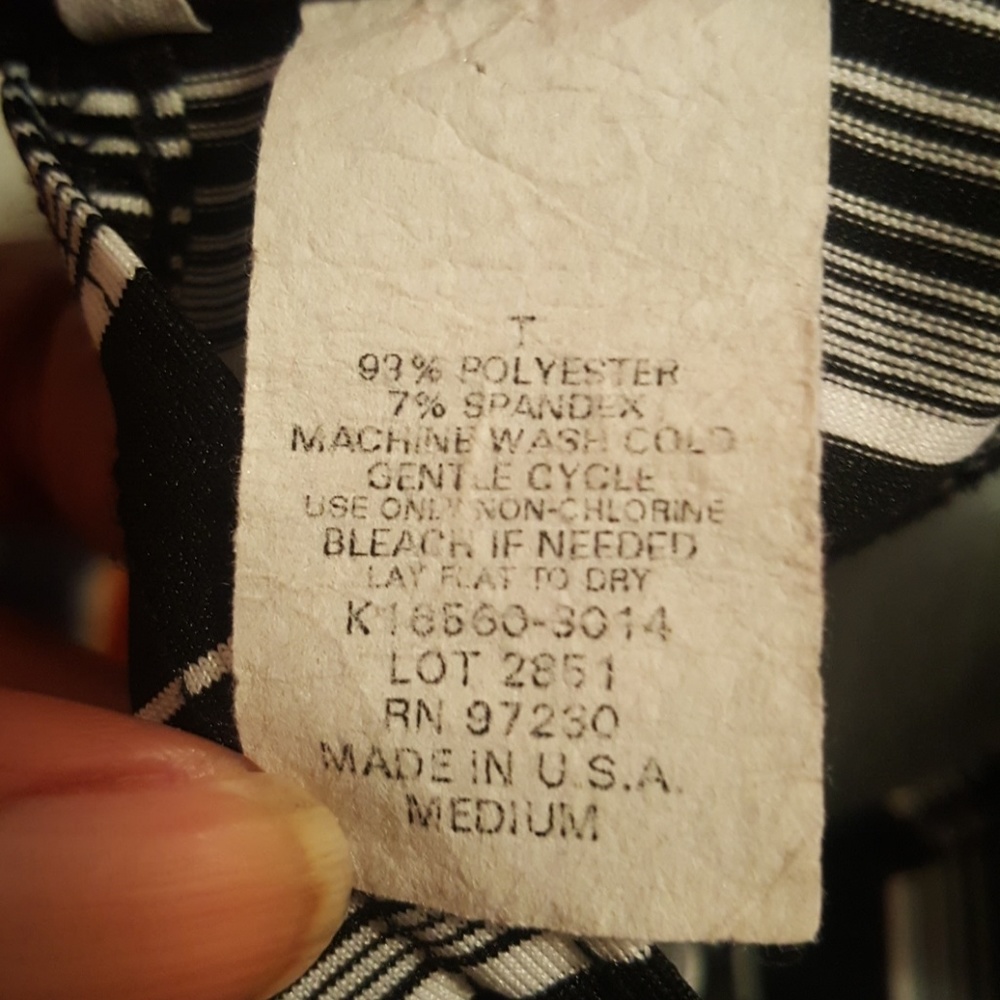 T
93% POLYESTER
7% SPANDEX
MACHINE WASH COLD
GENTLE CYCLE
USE ONLY NON-CHLORINE
BLEACH IF NEEDED
LAY FLAT TO DRY
K16560-3014
LOT 2851
RN 97230
MADE IN U.S.A.
MEDIUM